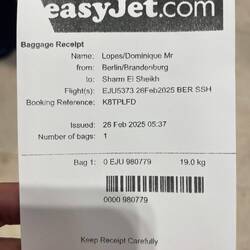 easyJet.com
Baggage Receipt
Name: Lopes/Dominique Mr
from: Berlin/Brandenburg
to: Sharm El Sheikh
Flight(s): EJU5373 26Feb2025 BER SSH
Booking Reference: K8TPLFD
Issued: 26 Feb 2025 05:37
Number of bags: 1
Bag 1: 0 EJU 980779 19.0 kg
0000 980779
Keep Receipt Carefully